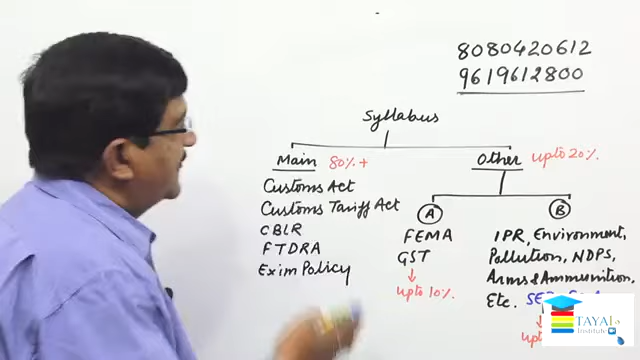 8080420612
9619612800
Syllabus
Main 80% +
Customs Act
Customs Tariff Act
CBLR
FTDRA
Exim Policy
Other upto 20%.
A
FEMA
GST
↓
upto 10%.
B
IPR, Environment,
Pollution, NDPS,
Arms & Ammunition,
Etc.
TAYAL
Institute